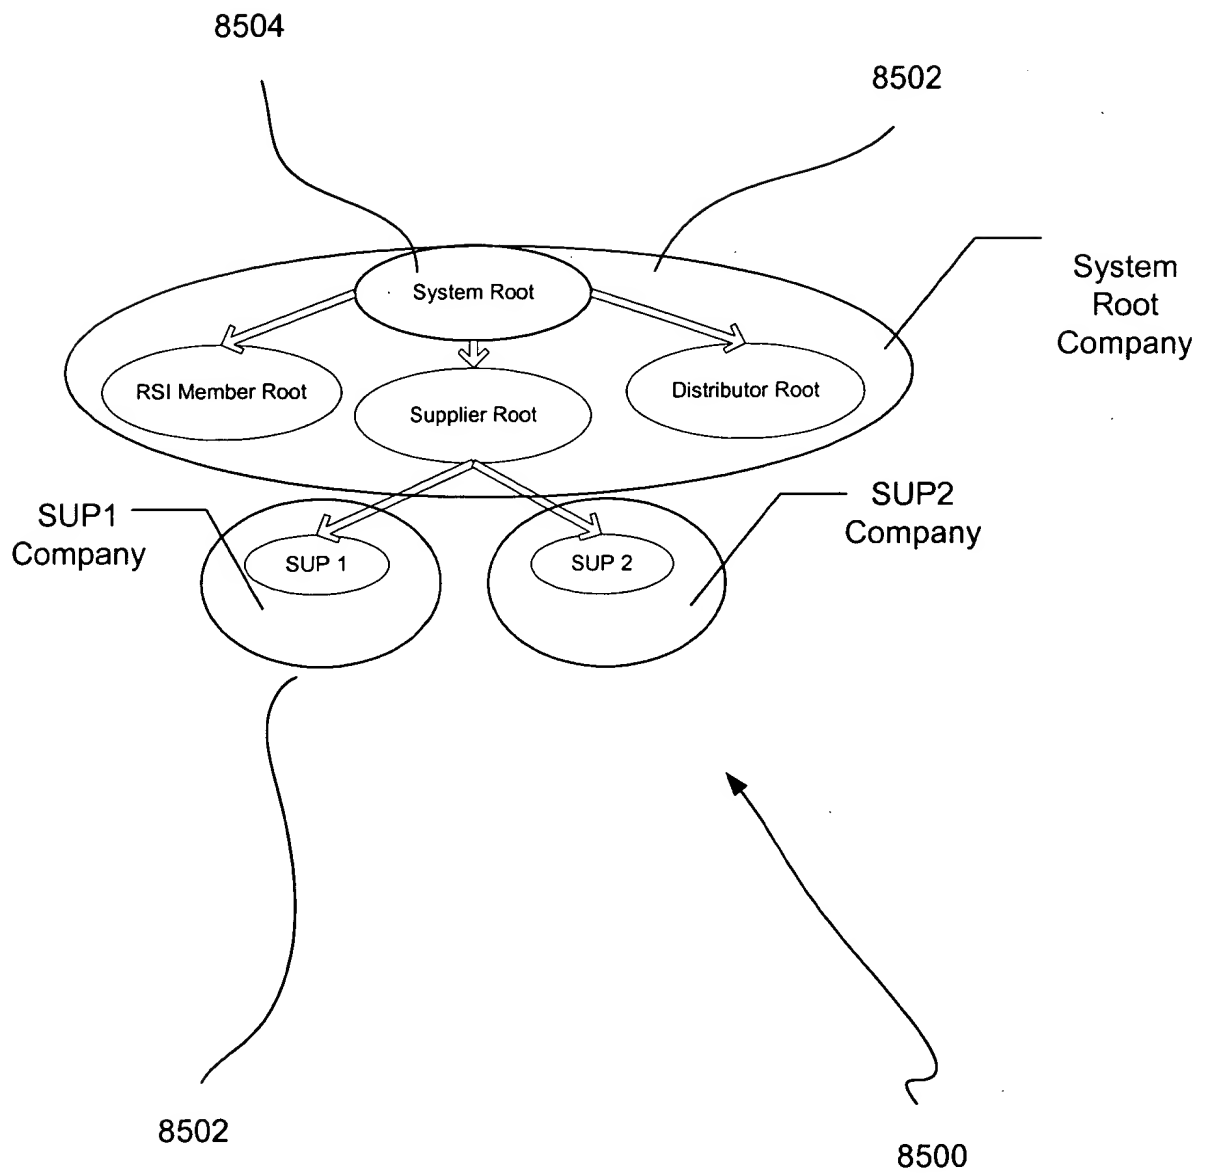 8504
8502
System Root
System
Root
Company
RSI Member Root
Supplier Root
Distributor Root
SUP1
Company
SUP2
Company
SUP 1
SUP 2
8502
8500